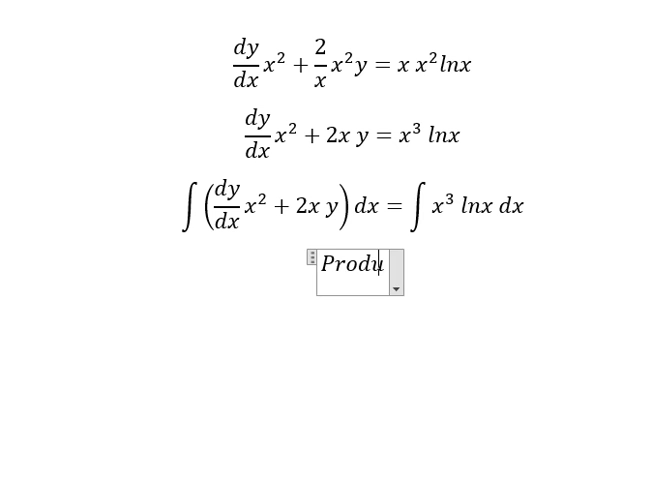 dy/dx x² + 2/x x²y = x x²lnx
dy/dx x² + 2x y = x³ lnx
∫ (dy/dx x² + 2x y) dx = ∫ x³ lnx dx
Produ